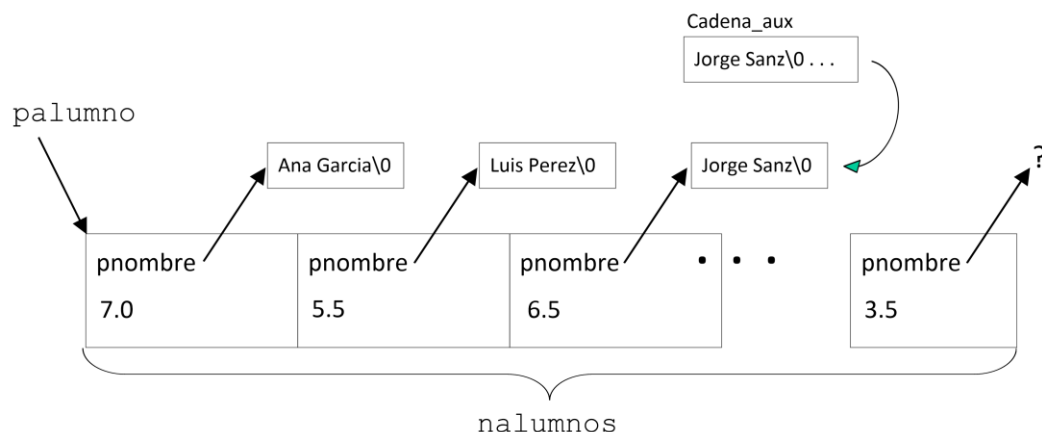 Cadena_aux
Jorge Sanz\0 . . .
palumno
Ana Garcia\0
Luis Perez\0
Jorge Sanz\0
?
pnombre
7.0
pnombre
5.5
pnombre
6.5
. . .
pnombre
3.5
nalumnos